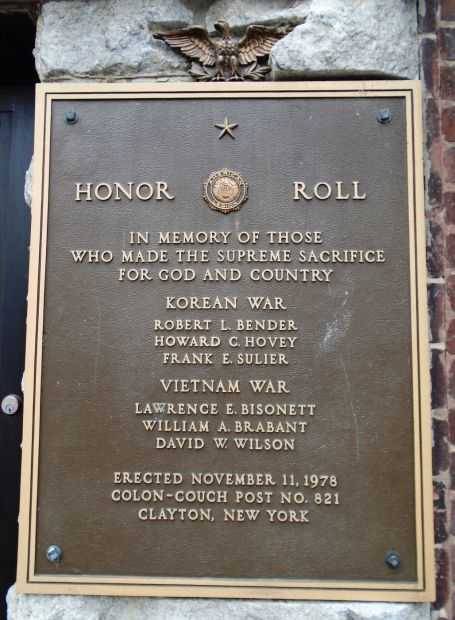 HONOR ROLL
IN MEMORY OF THOSE
WHO MADE THE SUPREME SACRIFICE
FOR GOD AND COUNTRY
KOREAN WAR
ROBERT L. BENDER
HOWARD C. HOVEY
FRANK E. SULIER
VIETNAM WAR
LAWRENCE E. BISONETT
WILLIAM A. BRABANT
DAVID W. WILSON
ERECTED NOVEMBER 11, 1978
COLON-COUCH POST NO. 821
CLAYTON, NEW YORK